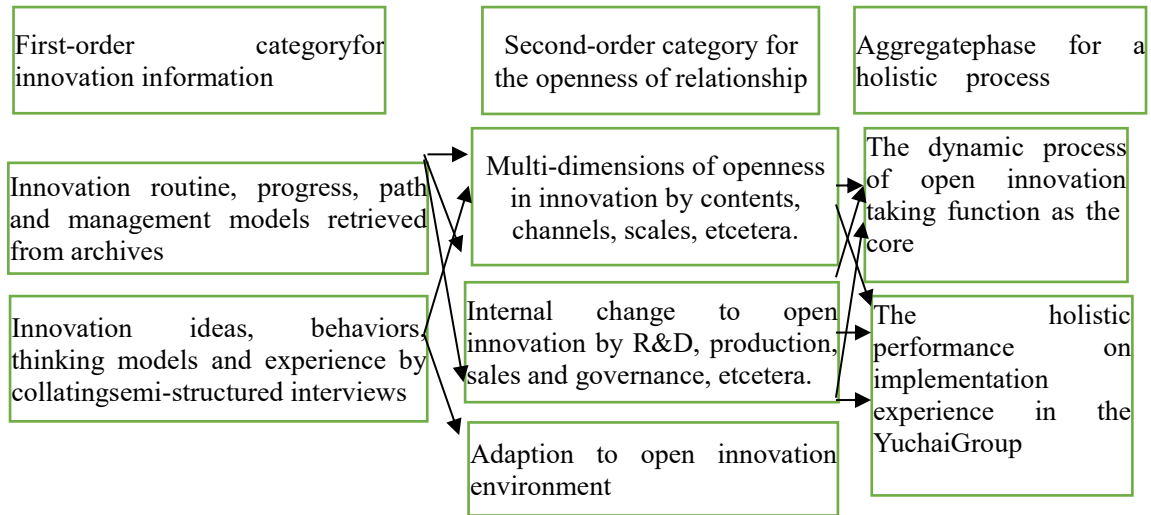 First-order categoryfor
innovation information
Second-order category for
the openness of relationship
Aggregatephase for a
holistic process
Innovation routine, progress, path
and management models retrieved
from archives
Innovation ideas, behaviors,
thinking models and experience by
collatingsemi-structured interviews
Multi-dimensions of openness
in innovation by contents,
channels, scales, etcetera.
Internal change to open
innovation by R&D, production,
sales and governance, etcetera.
Adaption to open innovation
environment
The dynamic process
of open innovation
taking function as the
core
The holistic
performance on
implementation
experience in the
YuchaiGroup